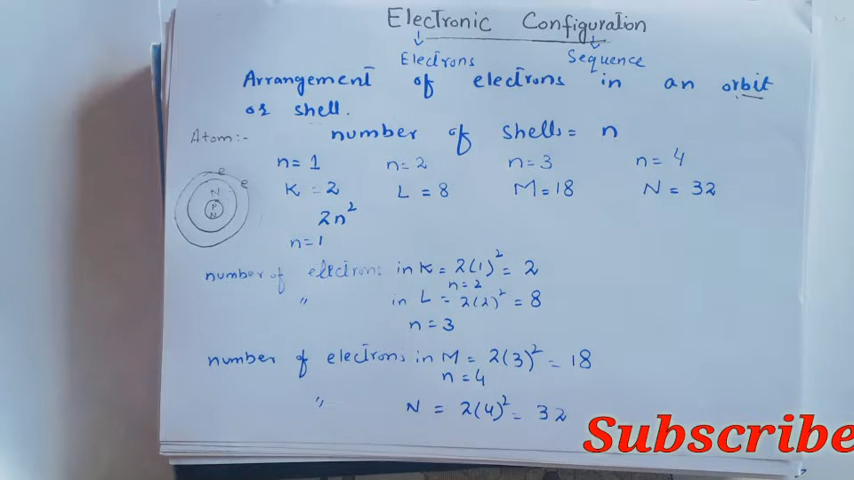 Electronic Configuration
Electrons Sequence
Arrangement of electrons in an orbit
or shell.
Atom:- number of shells = n
n=1 n=2 n=3 n=4
K = 2 L = 8 M=18 N = 32
2n²
n=1
e
e
N
P
N
number of electrons in K = 2(1)² = 2
n=2
" in L = 2(2)² = 8
n=3
number of electrons in M = 2(3)² = 18
n=4
" N = 2(4)² = 32
Subscribe